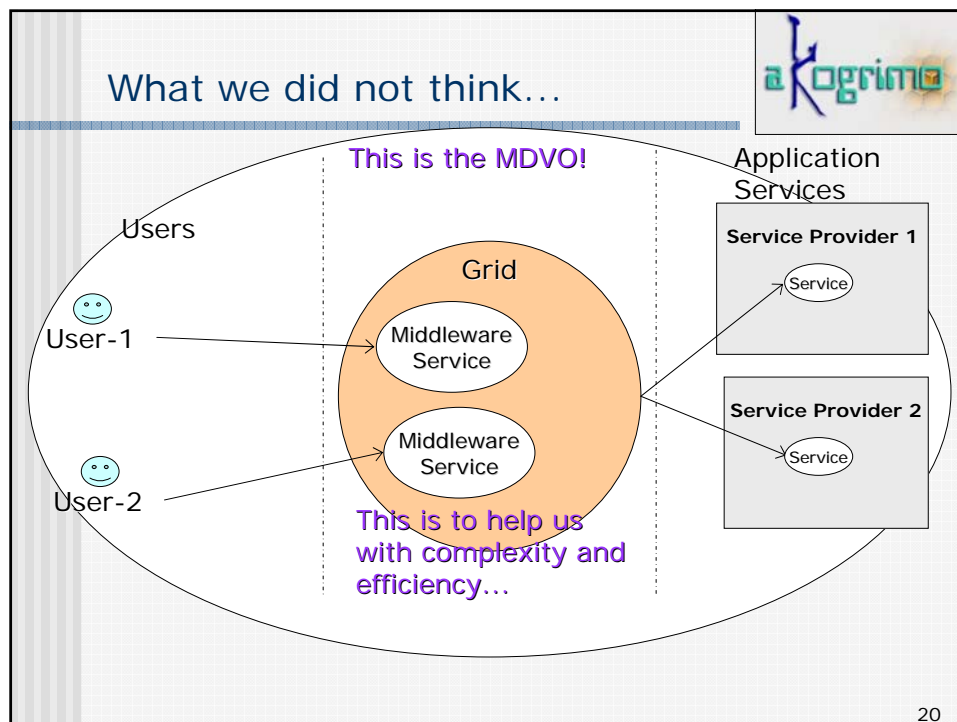 What we did not think...
akogrimo
This is the MDVO!
Application
Services
Users
Service Provider 1
Service
Grid
User-1
Middleware
Service
Service Provider 2
Service
Middleware
Service
User-2
This is to help us
with complexity and
efficiency...
20